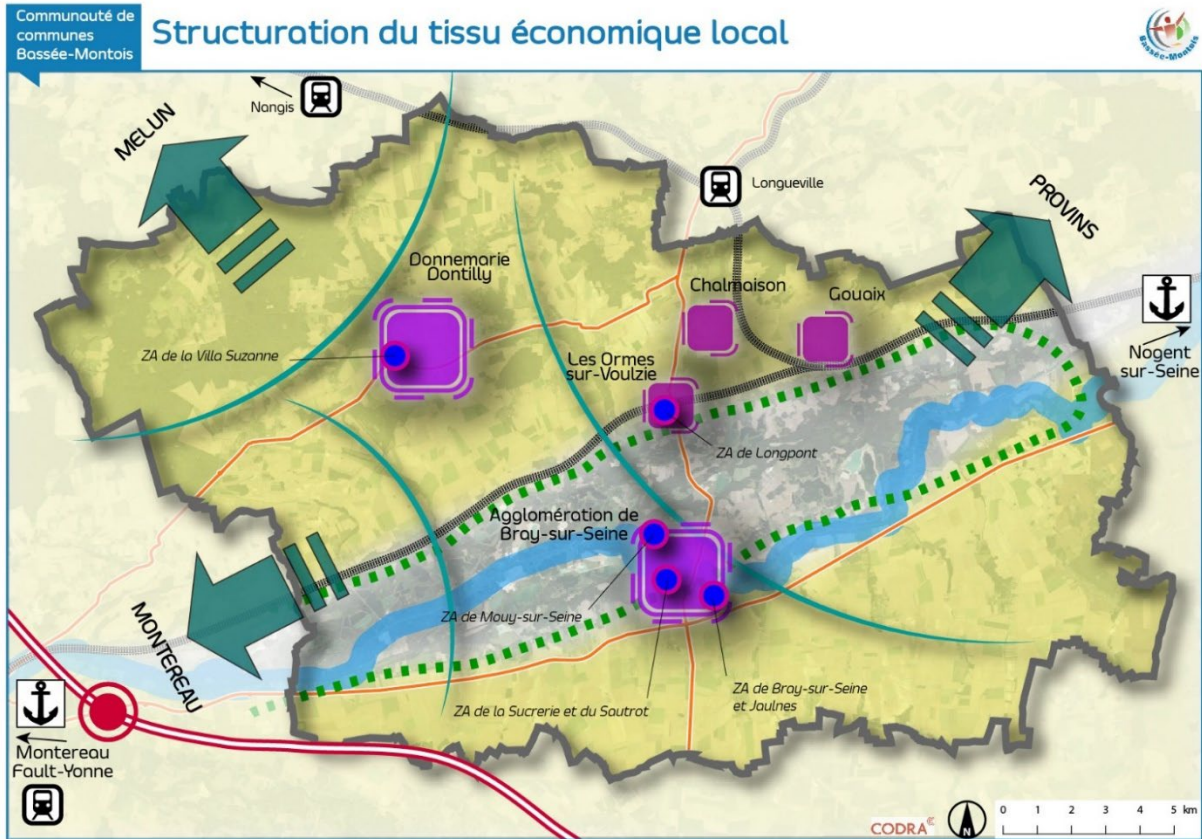 Communauté de
communes
Bassée-Montois
Structuration du tissu économique local
Bassée-Montois
Nangis
MELUN
Longueville
PROVINS
Donnemarie
Dontilly
Chalmaison
Gouaix
ZA de la Villa Suzanne
Les Ormes
sur-Voulzie
Nogent
sur-Seine
ZA de Longpont
Agglomération de
Bray-sur-Seine
ZA de Mouy-sur-Seine
MONTEREAU
ZA de la Sucrerie et du Sautrot
ZA de Bray-sur-Seine
et Jaulnes
Montereau
Fault-Yonne
CODRA
N
0 1 2 3 4 5 km